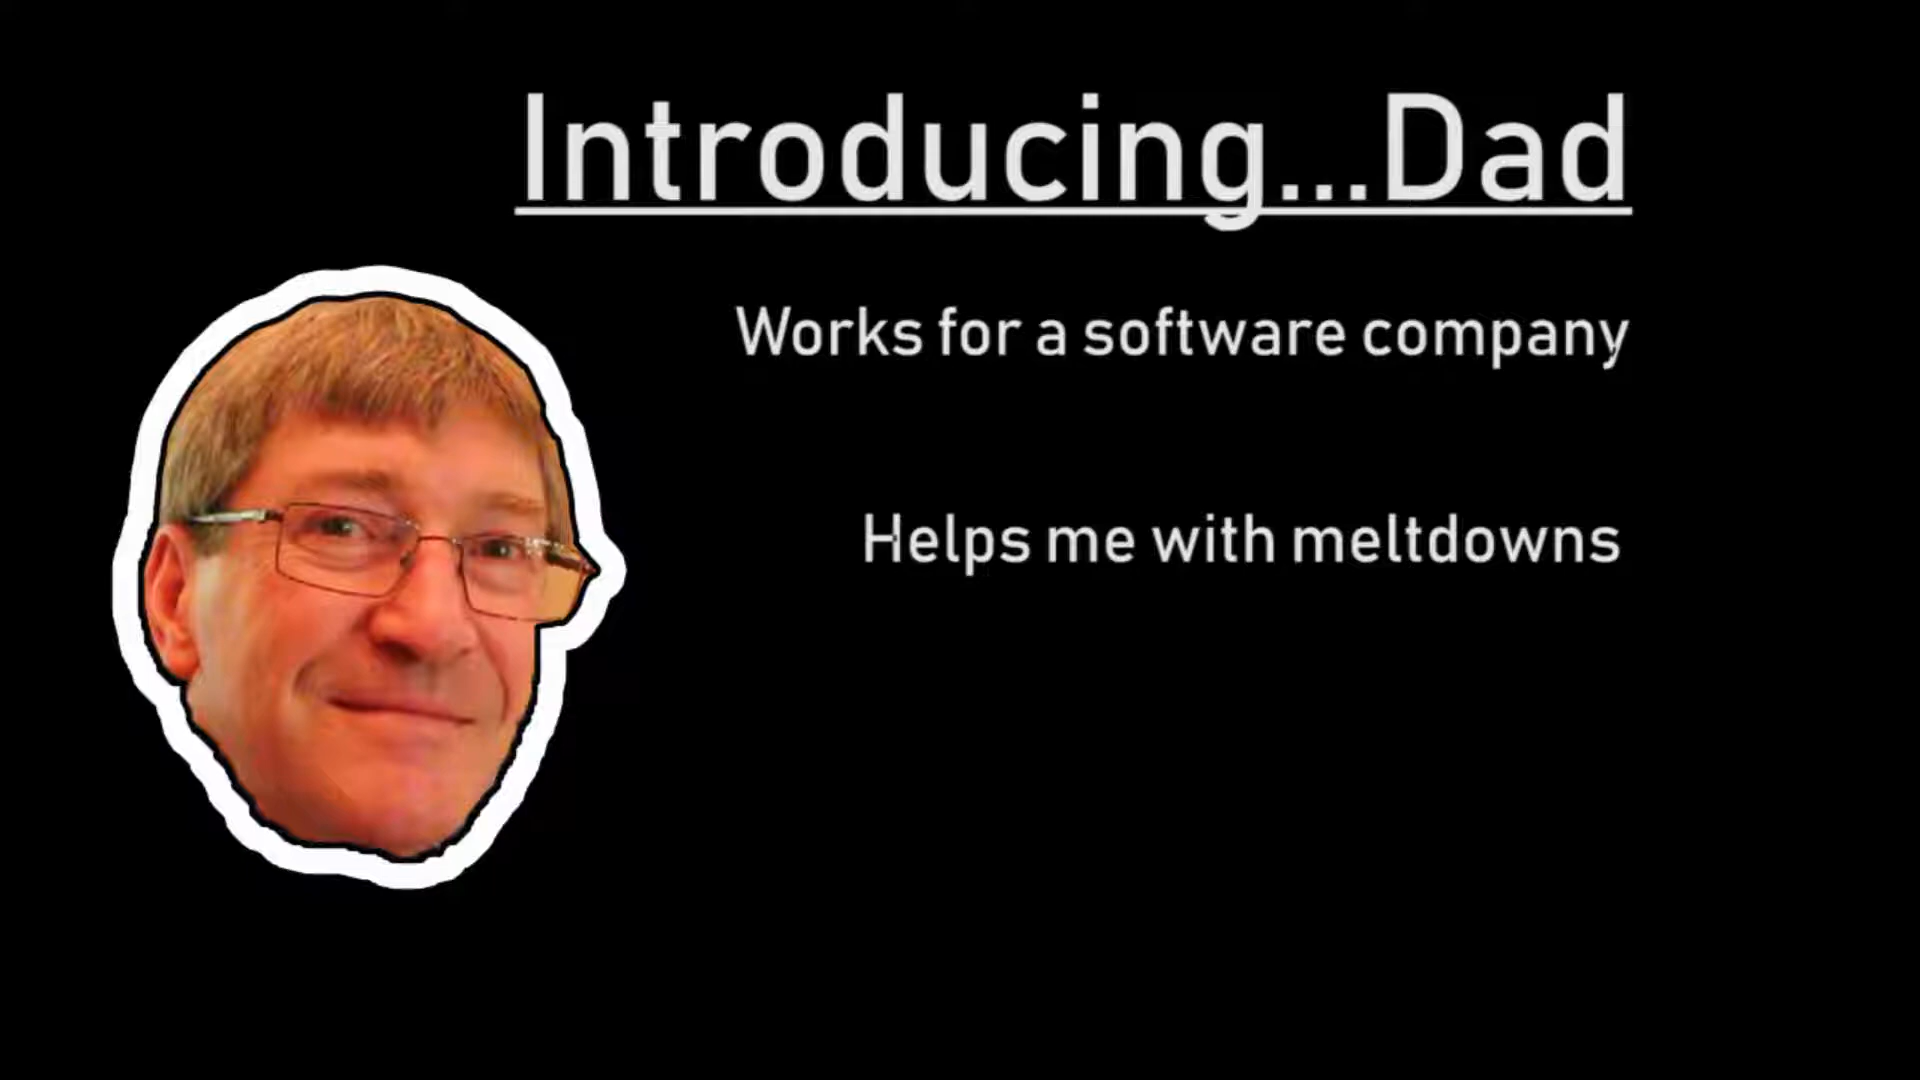 Introducing...Dad
Works for a software company
Helps me with meltdowns